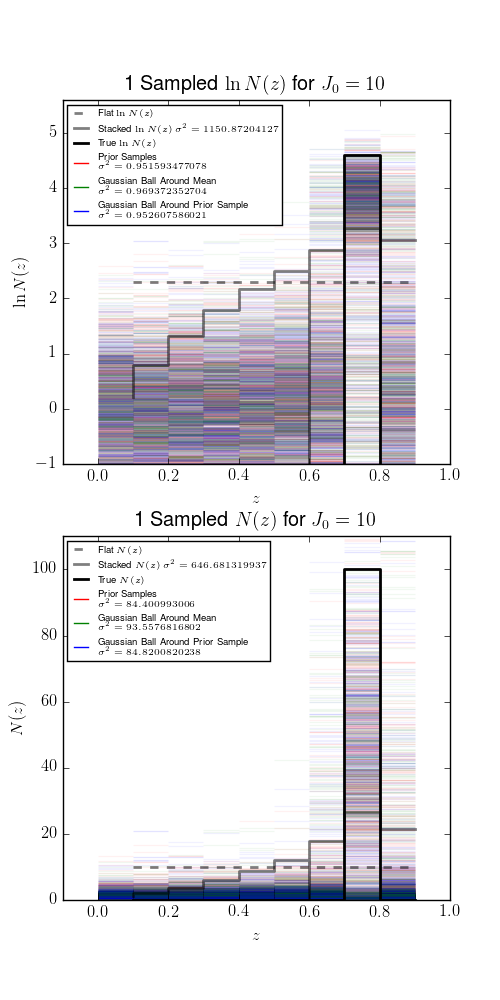 1 Sampled ln N(z) for J₀ = 10
Flat ln N(z)
Stacked ln N(z) σ² = 1150.87204127
True ln N(z)
Prior Samples
σ² = 0.951593477078
Gaussian Ball Around Mean
σ² = 0.969372352704
Gaussian Ball Around Prior Sample
σ² = 0.952607586021
ln N(z)
5
4
3
2
1
0
−1
0.0 0.2 0.4 0.6 0.8 1.0
z
1 Sampled N(z) for J₀ = 10
Flat N(z)
Stacked N(z) σ² = 646.681319937
True N(z)
Prior Samples
σ² = 84.400993006
Gaussian Ball Around Mean
σ² = 93.5576816802
Gaussian Ball Around Prior Sample
σ² = 84.8200820238
N(z)
100
80
60
40
20
0
0.0 0.2 0.4 0.6 0.8 1.0
z